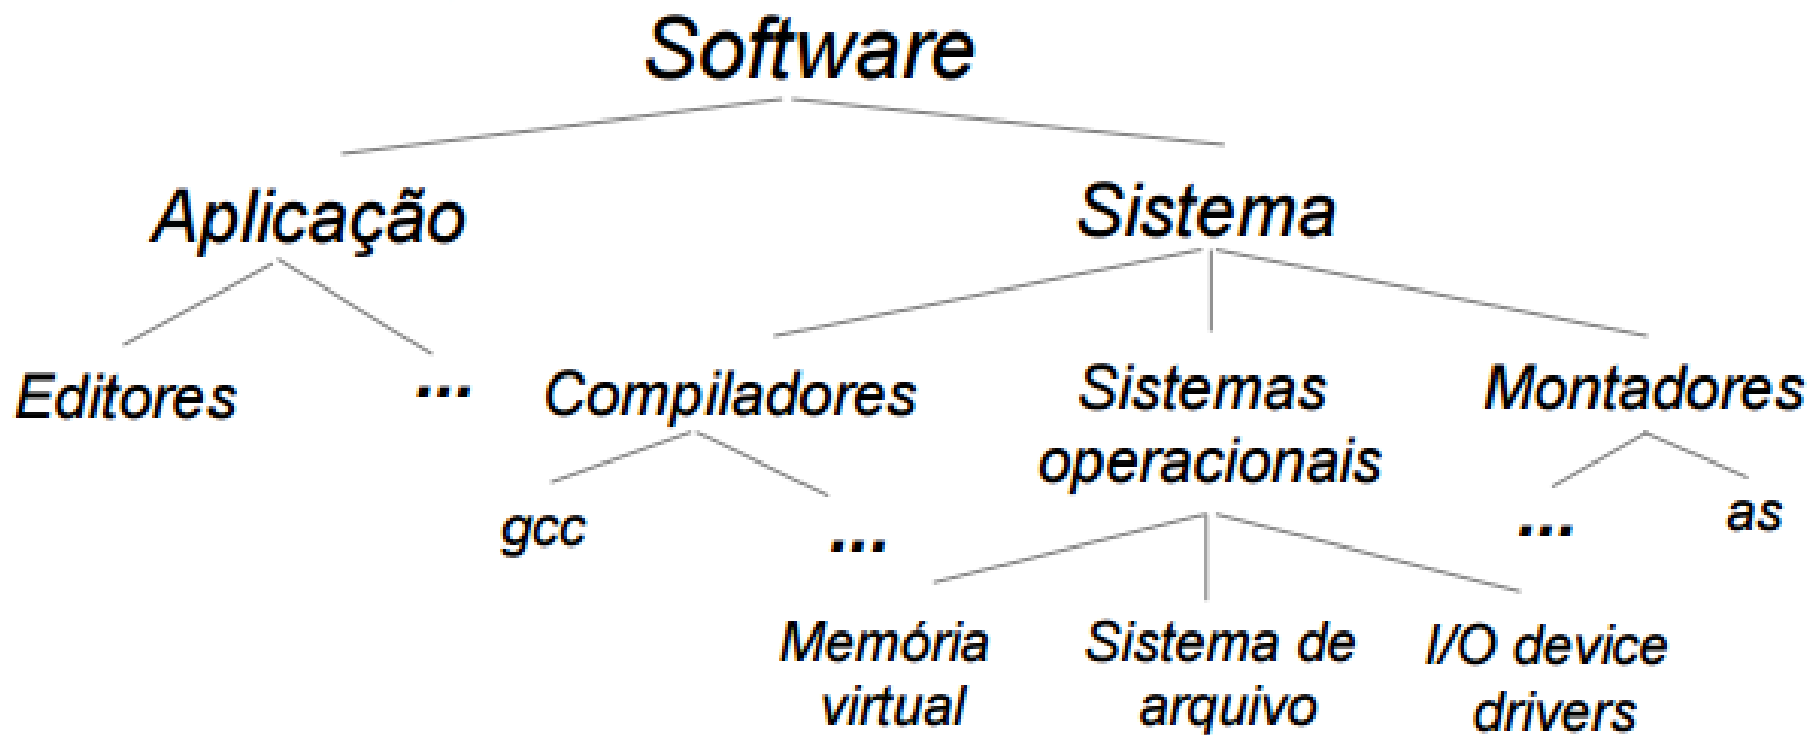 Software
Aplicação
Sistema
Editores
...
Compiladores
Sistemas
operacionais
Montadores
gcc
...
...
as
Memória
virtual
Sistema de
arquivo
I/O device
drivers